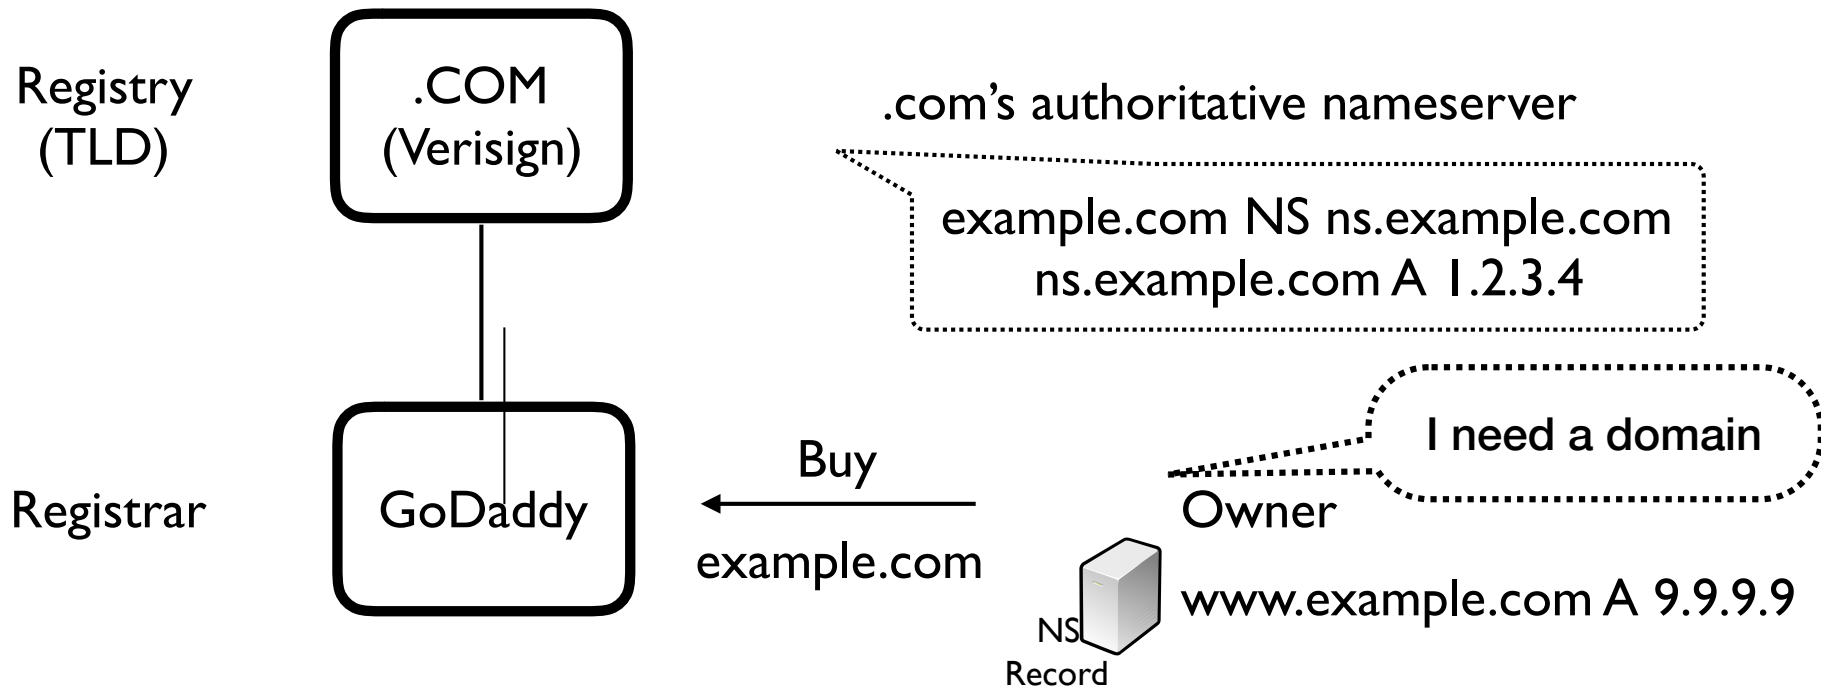 Registry
(TLD)
.COM
(Verisign)
.com’s authoritative nameserver
example.com NS ns.example.com
ns.example.com A 1.2.3.4
I need a domain
Registrar
GoDaddy
Buy
example.com
Owner
www.example.com A 9.9.9.9
NS
Record